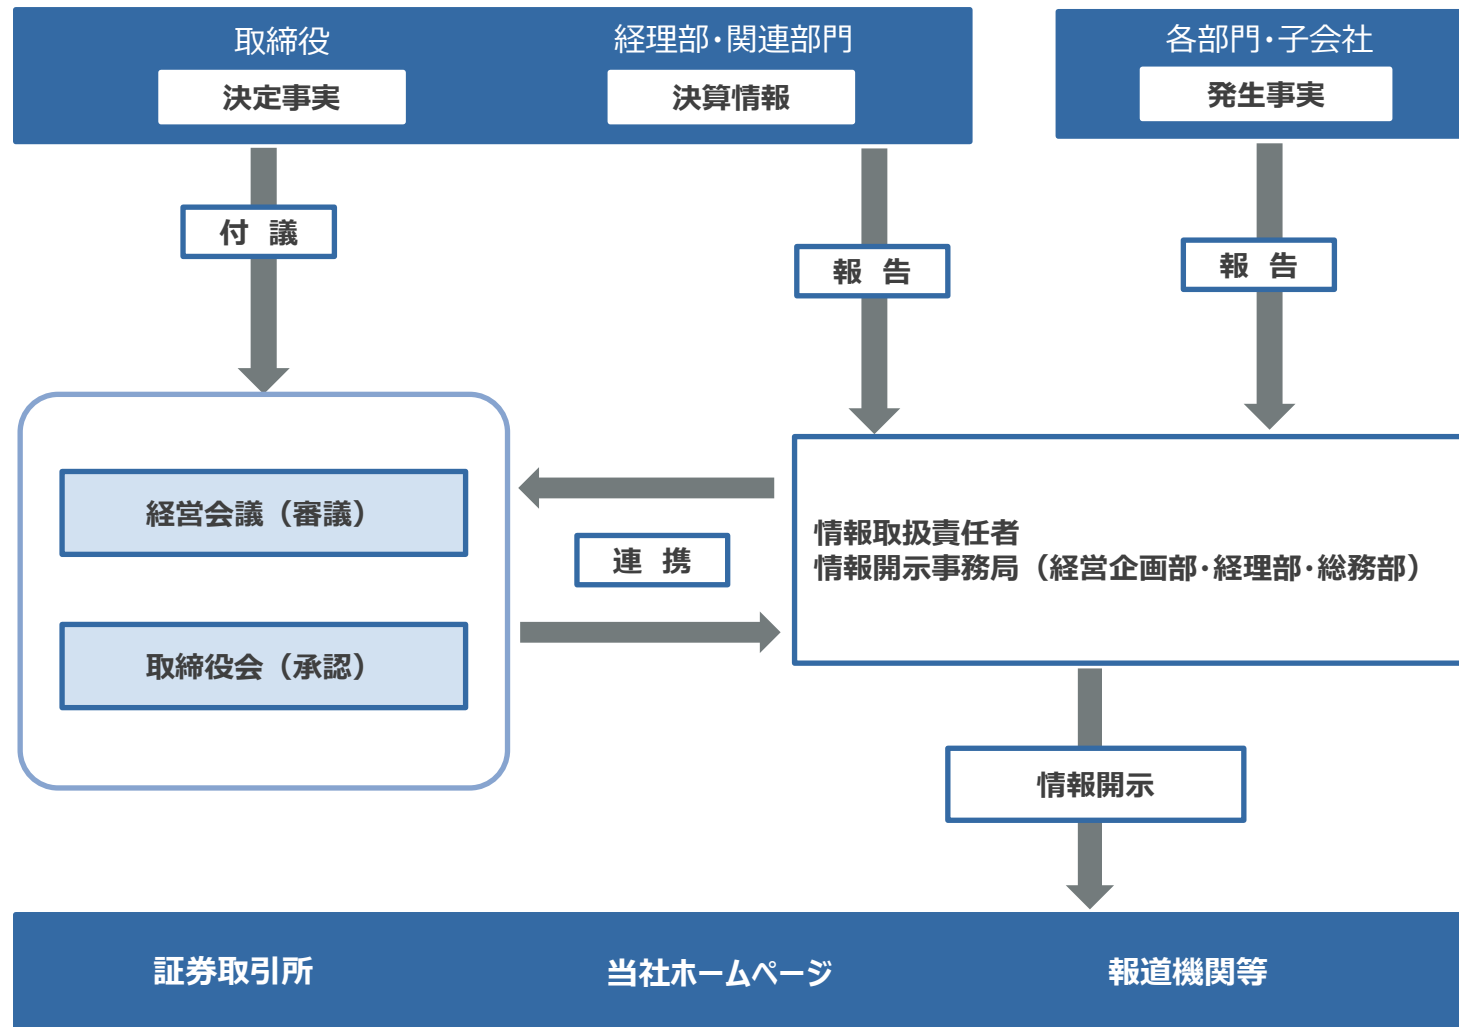 取締役
経理部・関連部門
各部門・子会社
決定事実
決算情報
発生事実
付 議
報 告
報 告
経営会議（審議）
連 携
情報取扱責任者
情報開示事務局（経営企画部・経理部・総務部）
取締役会（承認）
情報開示
証券取引所
当社ホームページ
報道機関等